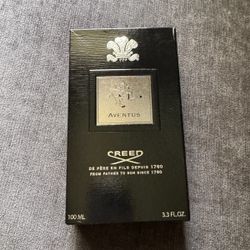 AVENTUS
CREED
DE PÈRE EN FILS DEPUIS 1760
FROM FATHER TO SON SINCE 1760
100 ML 3.3 FL.OZ.